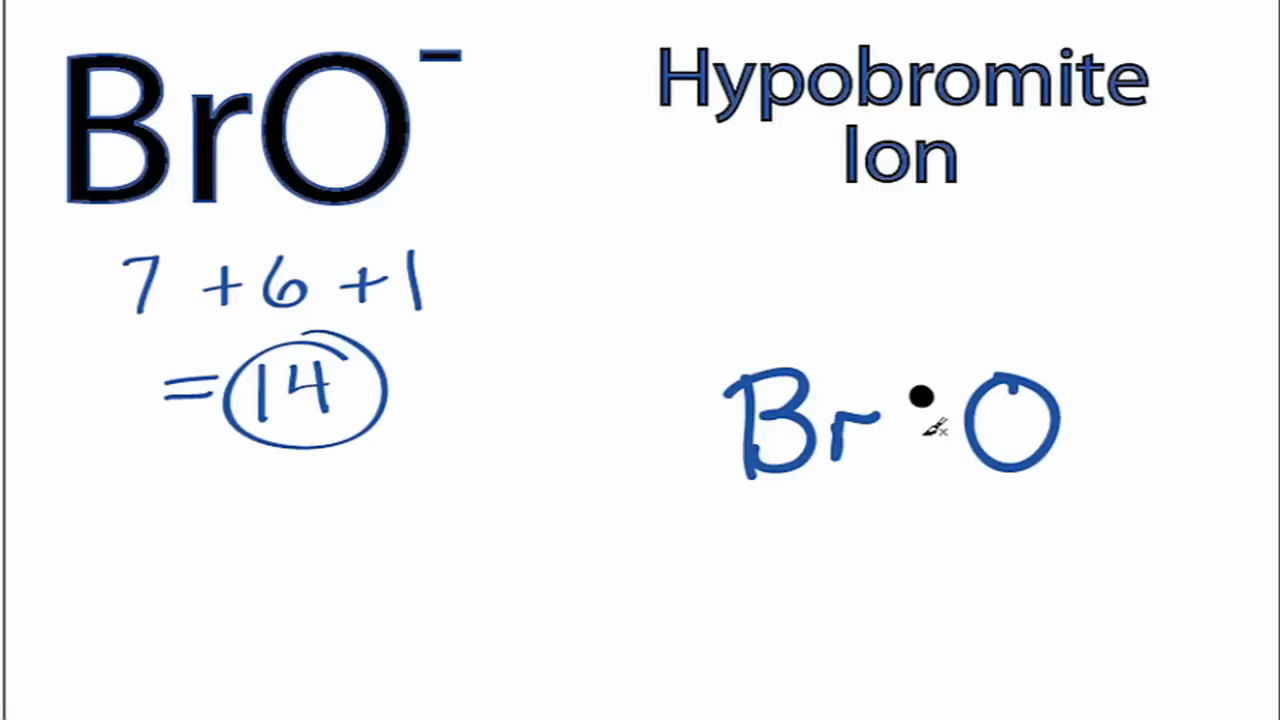 BrO⁻
Hypobromite
Ion
7 + 6 + 1
= 14
Br O